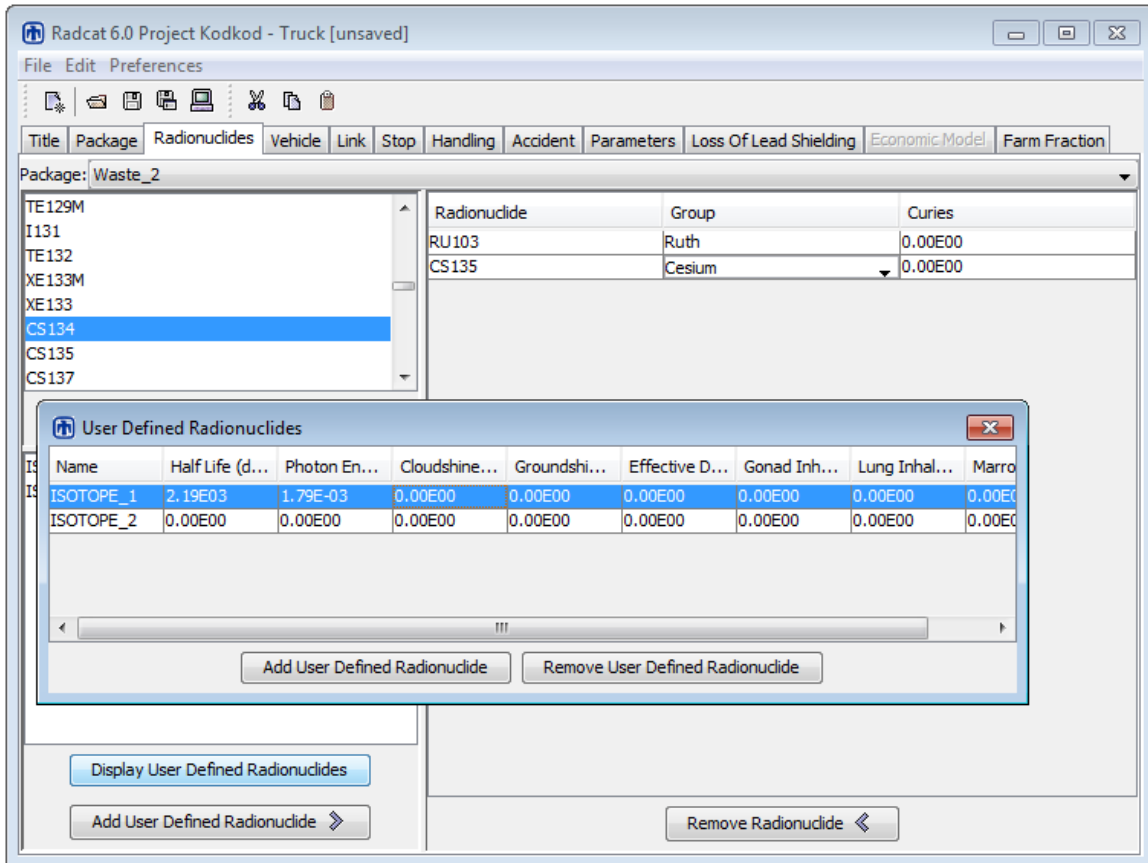 Radcat 6.0 Project Kodkod - Truck [unsaved]
File Edit Preferences
Title Package Radionuclides Vehicle Link Stop Handling Accident Parameters Loss Of Lead Shielding Economic Model Farm Fraction
Package: Waste_2
TE129M
I131
TE132
XE133M
XE133
CS134
CS135
CS137
Radionuclide Group Curies
RU103 Ruth 0.00E00
CS135 Cesium 0.00E00
User Defined Radionuclides
Name Half Life (d... Photon En... Cloudshine... Groundshi... Effective D... Gonad Inh... Lung Inhal... Marro
ISOTOPE_1 2.19E03 1.79E-03 0.00E00 0.00E00 0.00E00 0.00E00 0.00E00 0.00E
ISOTOPE_2 0.00E00 0.00E00 0.00E00 0.00E00 0.00E00 0.00E00 0.00E00 0.00E
Add User Defined Radionuclide Remove User Defined Radionuclide
Display User Defined Radionuclides
Add User Defined Radionuclide
Remove Radionuclide